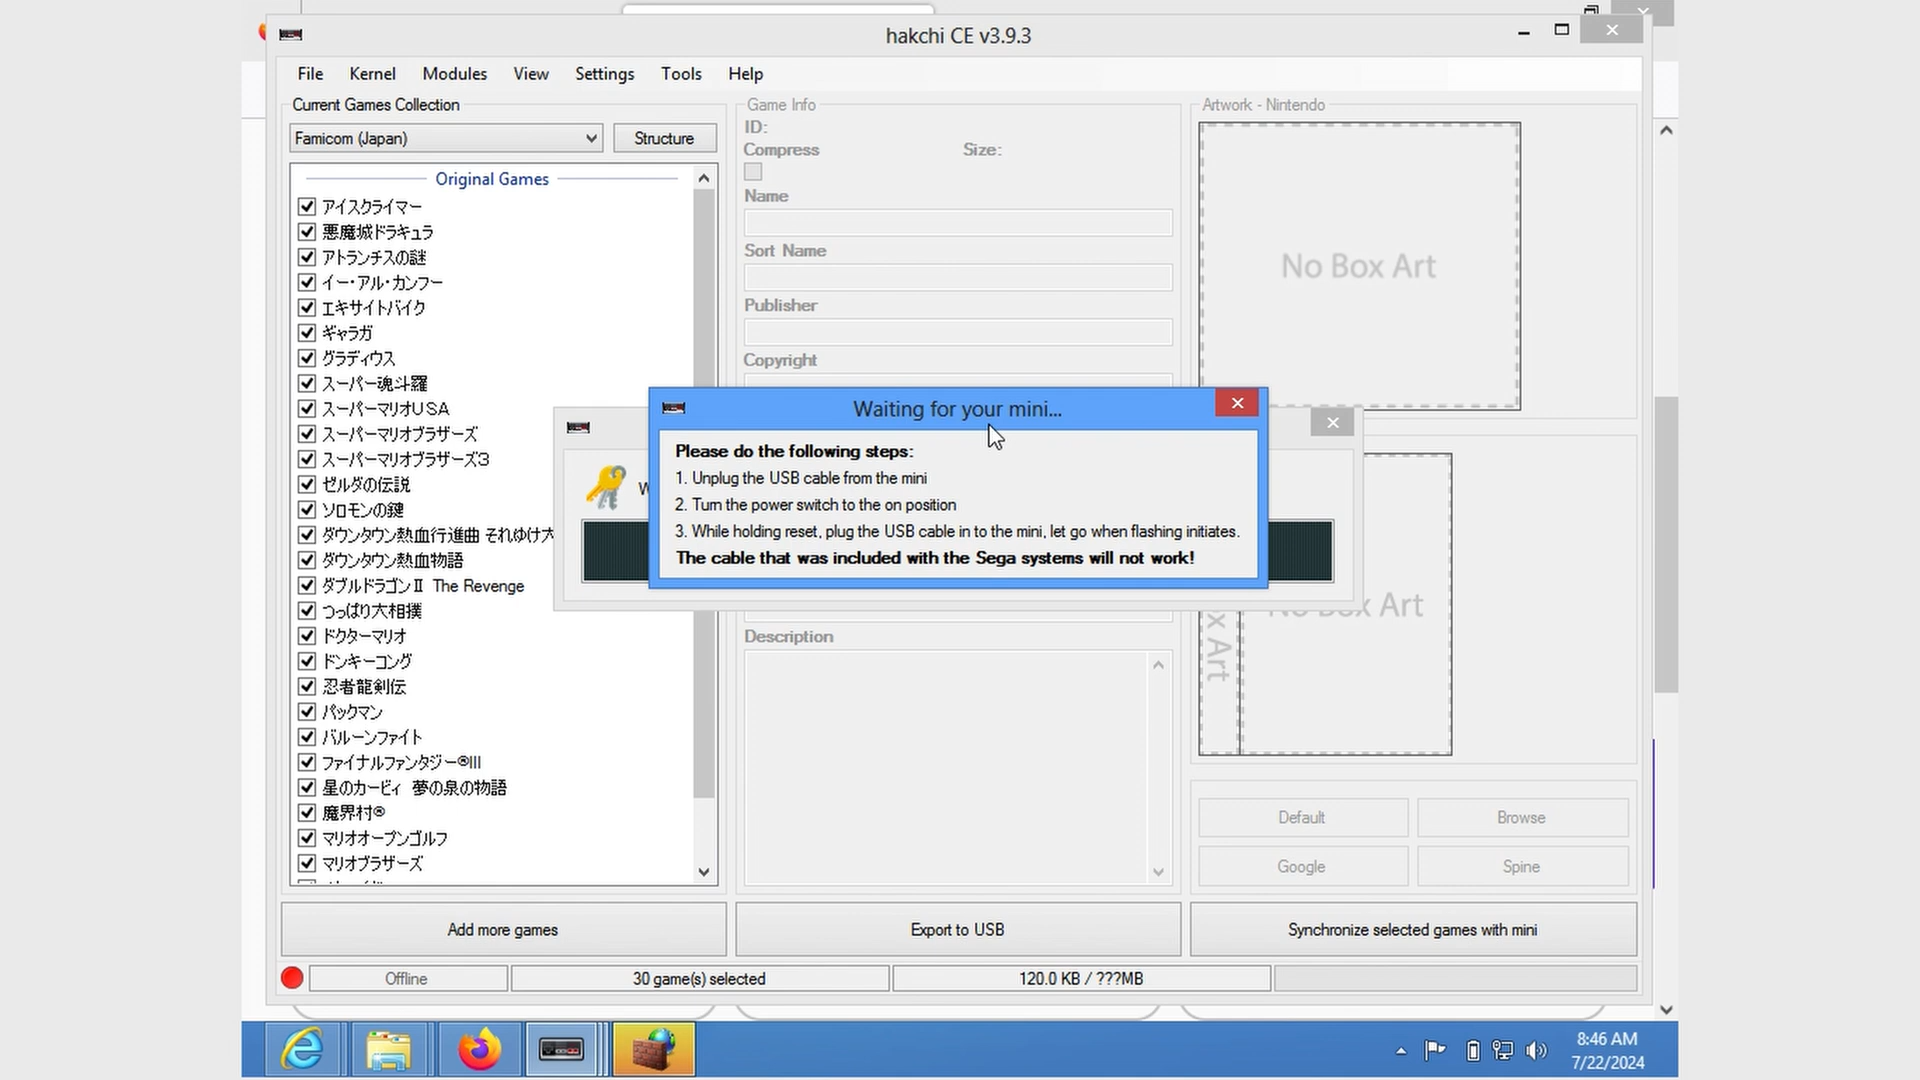 hakchi CE v3.9.3
File Kernel Modules View Settings Tools Help
Current Games Collection
Famicom (Japan)
Structure
Original Games
アイスクライマー
悪魔城ドラキュラ
アトランチスの謎
イー・アル・カンフー
エキサイトバイク
ギャラガ
グラディウス
スーパー魂斗羅
スーパーマリオUSA
スーパーマリオブラザーズ
スーパーマリオブラザーズ3
ゼルダの伝説
ソロモンの鍵
ダウンタウン熱血行進曲 それゆけ大
ダウンタウン熱血物語
ダブルドラゴンⅡ The Revenge
つっぱり大相撲
ドクターマリオ
ドンキーコング
忍者龍剣伝
パックマン
バルーンファイト
ファイナルファンタジー®III
星のカービィ 夢の泉の物語
魔界村®
マリオオープンゴルフ
マリオブラザーズ
Game Info
ID:
Compress Size:
Name
Sort Name
Publisher
Copyright
Description
Artwork - Nintendo
No Box Art
Waiting for your mini...
Please do the following steps:
1. Unplug the USB cable from the mini
2. Turn the power switch to the on position
3. While holding reset, plug the USB cable in to the mini, let go when flashing initiates.
The cable that was included with the Sega systems will not work!
W
x Art
No Box Art
Default Browse
Google Spine
Add more games
Export to USB
Synchronize selected games with mini
Offline
30 game(s) selected
120.0 KB / ???MB
8:46 AM
7/22/2024